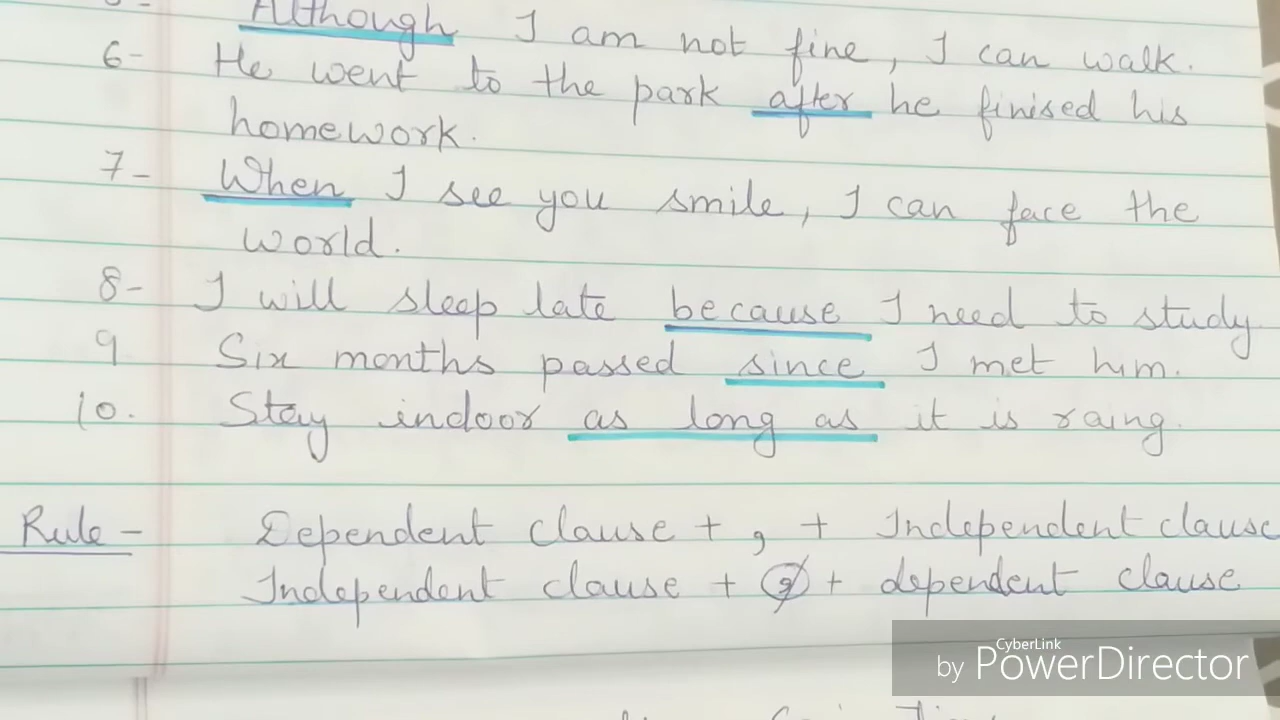 Although I am not fine, I can walk.
6- He went to the park after he finised his
homework.
7- When I see you smile, I can face the
world.
8- I will sleep late because I need to study
9 Six months passed since I met him.
10. Stay indoor as long as it is raing.
Rule- Dependent clause + , + Independent clause
Independent clause + , + dependent clause
CyberLink
by PowerDirector